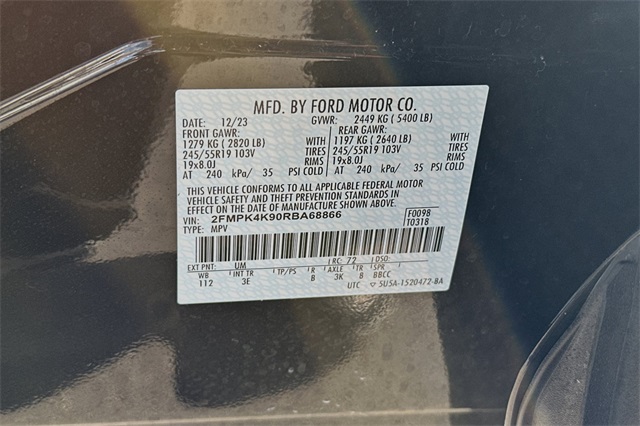 MFD. BY FORD MOTOR CO.
DATE: 12/23 GVWR: 2449 KG ( 5400 LB)
FRONT GAWR: REAR GAWR:
1279 KG ( 2820 LB) WITH 1197 KG ( 2640 LB) WITH
245/55R19 103V TIRES 245/55R19 103V TIRES
19x8.0J RIMS 19x8.0J RIMS
AT 240 kPa/ 35 PSI COLD AT 240 kPa/ 35 PSI COLD
THIS VEHICLE CONFORMS TO ALL APPLICABLE FEDERAL MOTOR
VEHICLE SAFETY AND THEFT PREVENTION STANDARDS IN
EFFECT ON THE DATE OF MANUFACTURE SHOWN ABOVE.
VIN: 2FMPK4K90RBA68866 F0098
TYPE: MPV T0318
EXT PNT: UM RC: 72 DSO:
WB INT TR TP/PS R AXLE TR SPR
112 3E B 3K B BBCC
UTC ▽ 5U5A-1520472-BA